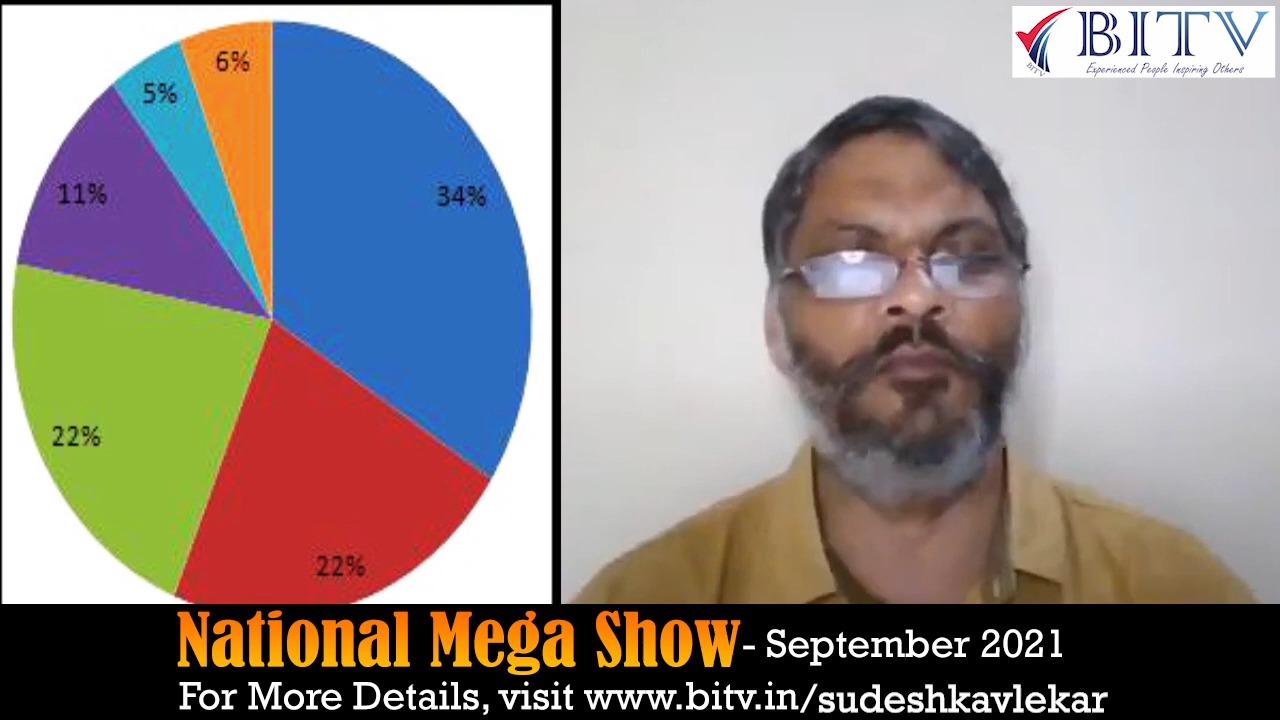 6%
5%
11%
34%
22%
22%
BITV
Experienced People Inspiring Others
BITV
National Mega Show - September 2021
For More Details, visit www.bitv.in/sudeshkavlekar